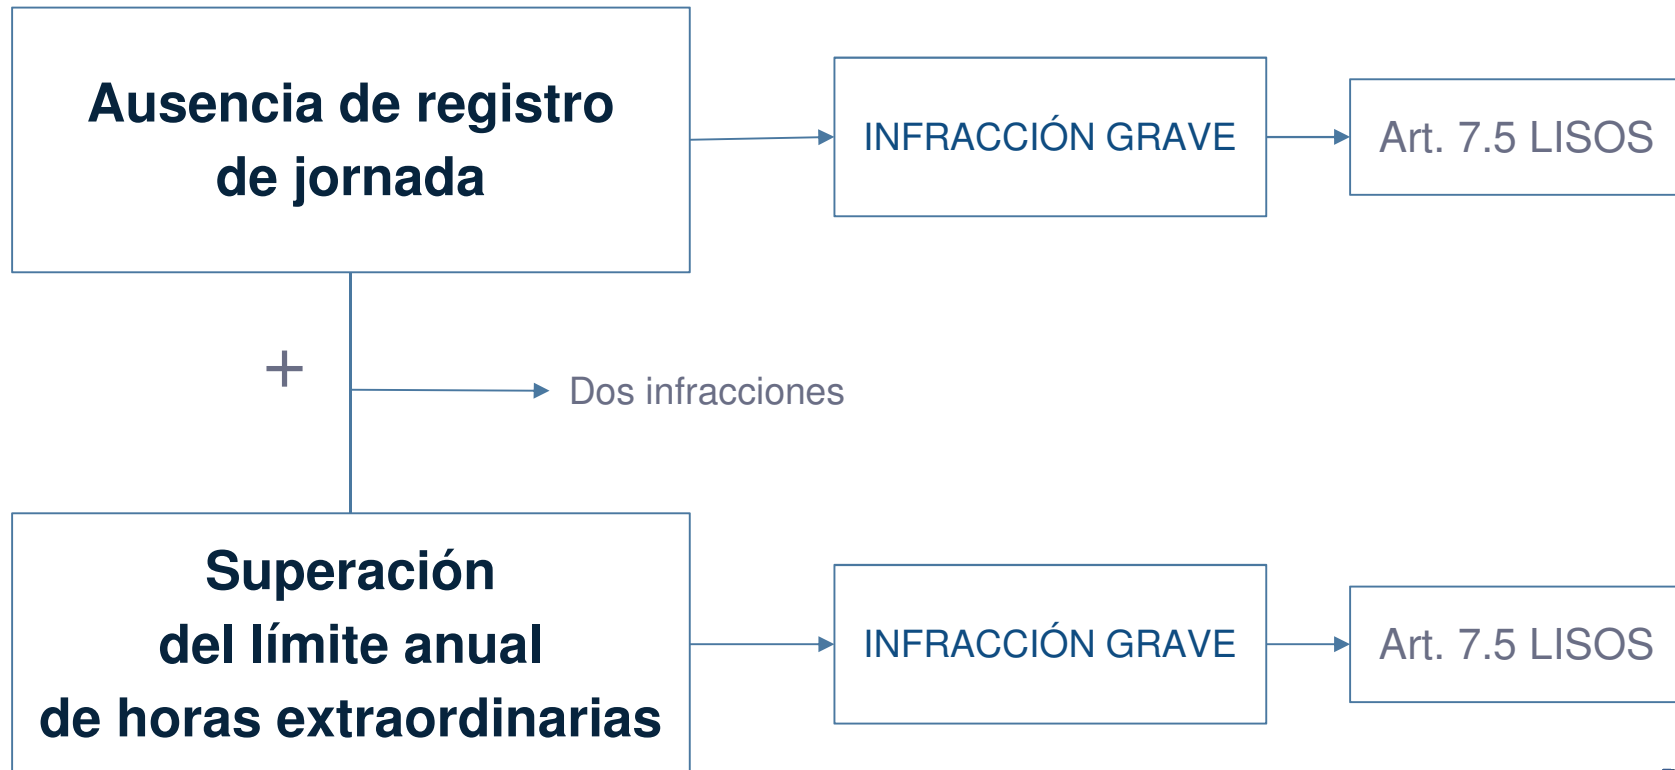 Ausencia de registro
de jornada
INFRACCIÓN GRAVE
Art. 7.5 LISOS
+
Dos infracciones
Superación
del límite anual
de horas extraordinarias
INFRACCIÓN GRAVE
Art. 7.5 LISOS